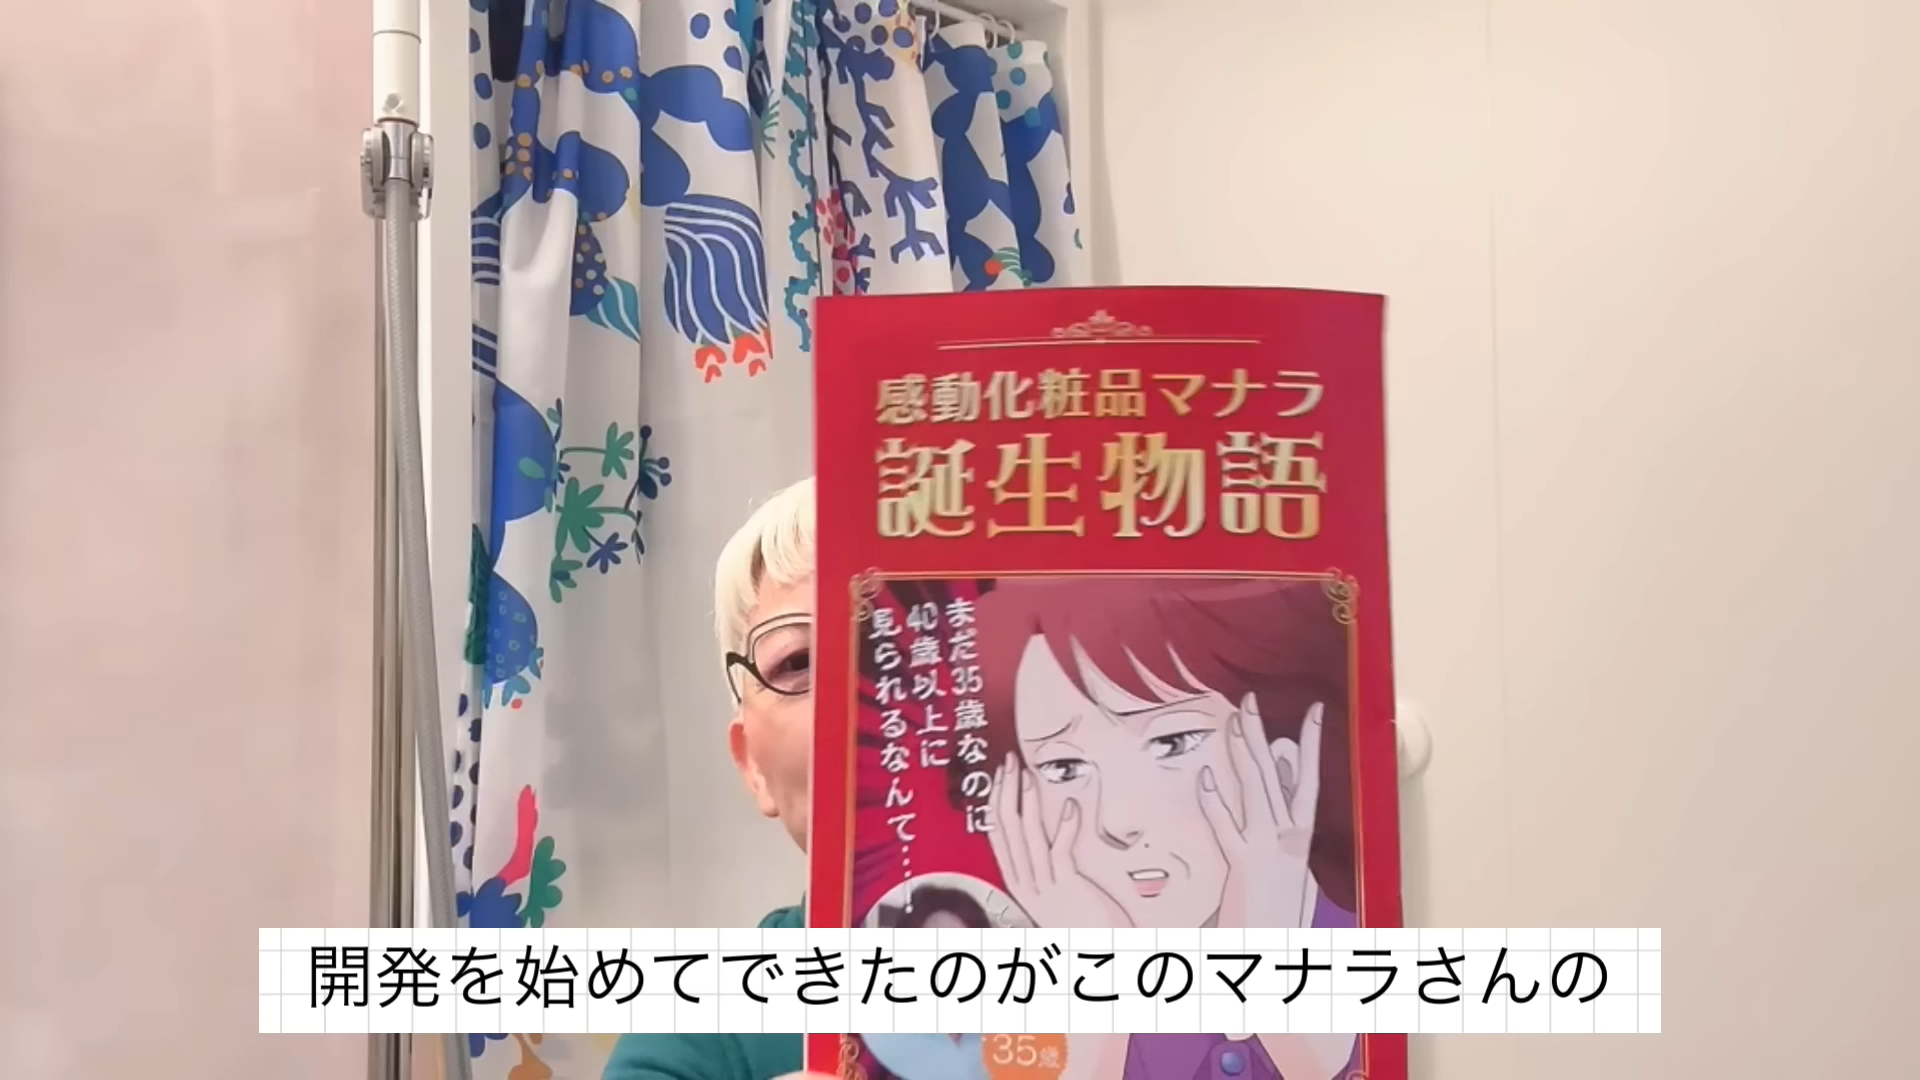 感動化粧品マナラ
誕生物語
まだ35歳なのに
40歳以上に
見られるなんて……!
開発を始めてできたのがこのマナラさんの
35歳